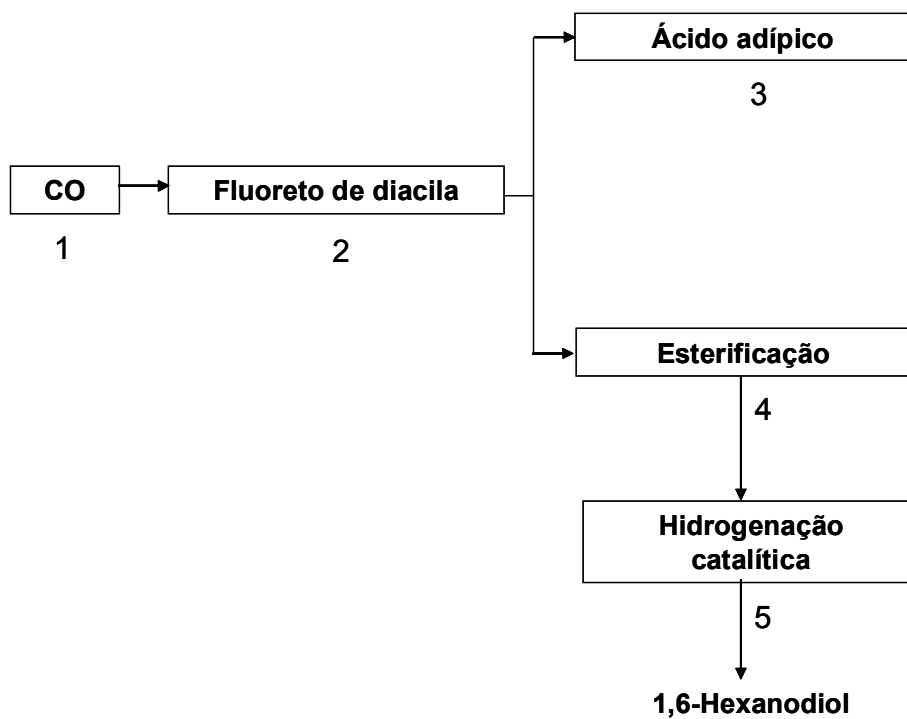 Ácido adípico
3
CO
Fluoreto de diacila
1
2
Esterificação
4
Hidrogenação
catalítica
5
1,6-Hexanodiol